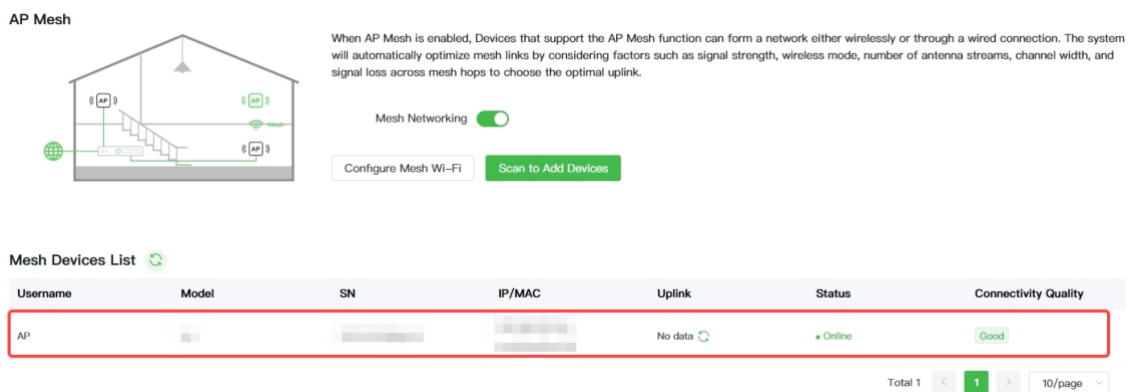 AP Mesh
When AP Mesh is enabled, Devices that support the AP Mesh function can form a network either wirelessly or through a wired connection. The system
will automatically optimize mesh links by considering factors such as signal strength, wireless mode, number of antenna streams, channel width, and
signal loss across mesh hops to choose the optimal uplink.
AP
AP
Mesh
AP
Mesh Networking
Configure Mesh Wi-Fi
Scan to Add Devices
Mesh Devices List
Username Model SN IP/MAC Uplink Status Connectivity Quality
AP No data Online Good
Total 1 < 1 > 10/page